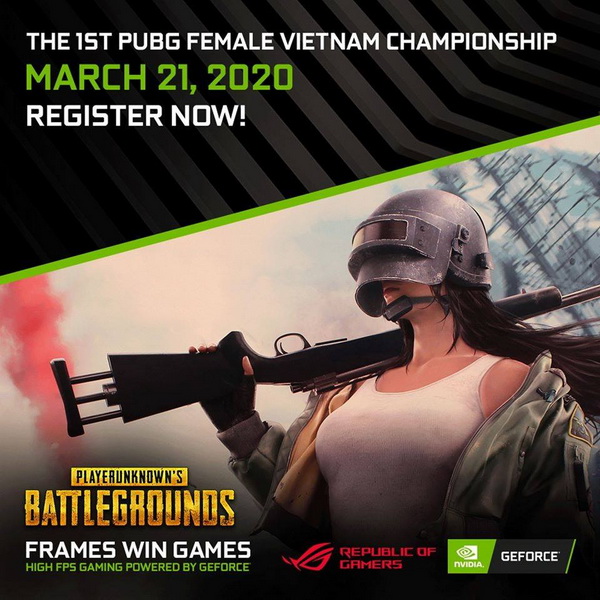 THE 1ST PUBG FEMALE VIETNAM CHAMPIONSHIP
MARCH 21, 2020
REGISTER NOW!
PLAYERUNKNOWN'S
BATTLEGROUNDS
FRAMES WIN GAMES
HIGH FPS GAMING POWERED BY GEFORCE
REPUBLIC OF
GAMERS
NVIDIA.
GEFORCE